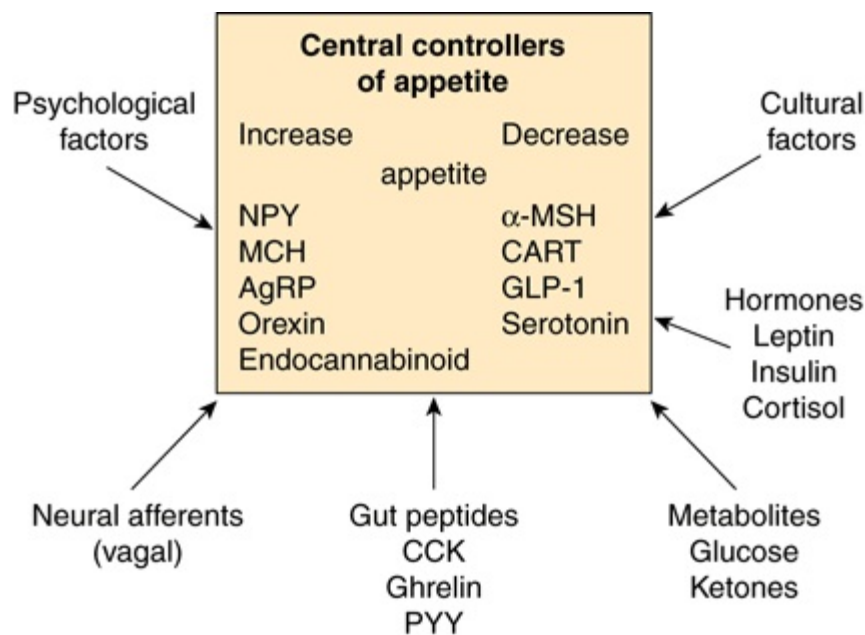 Central controllers
of appetite
Psychological
factors
Cultural
factors
Increase Decrease
appetite
NPY α-MSH
MCH CART
AgRP GLP-1
Orexin Serotonin
Endocannabinoid
Hormones
Leptin
Insulin
Cortisol
Neural afferents
(vagal)
Gut peptides
CCK
Ghrelin
PYY
Metabolites
Glucose
Ketones